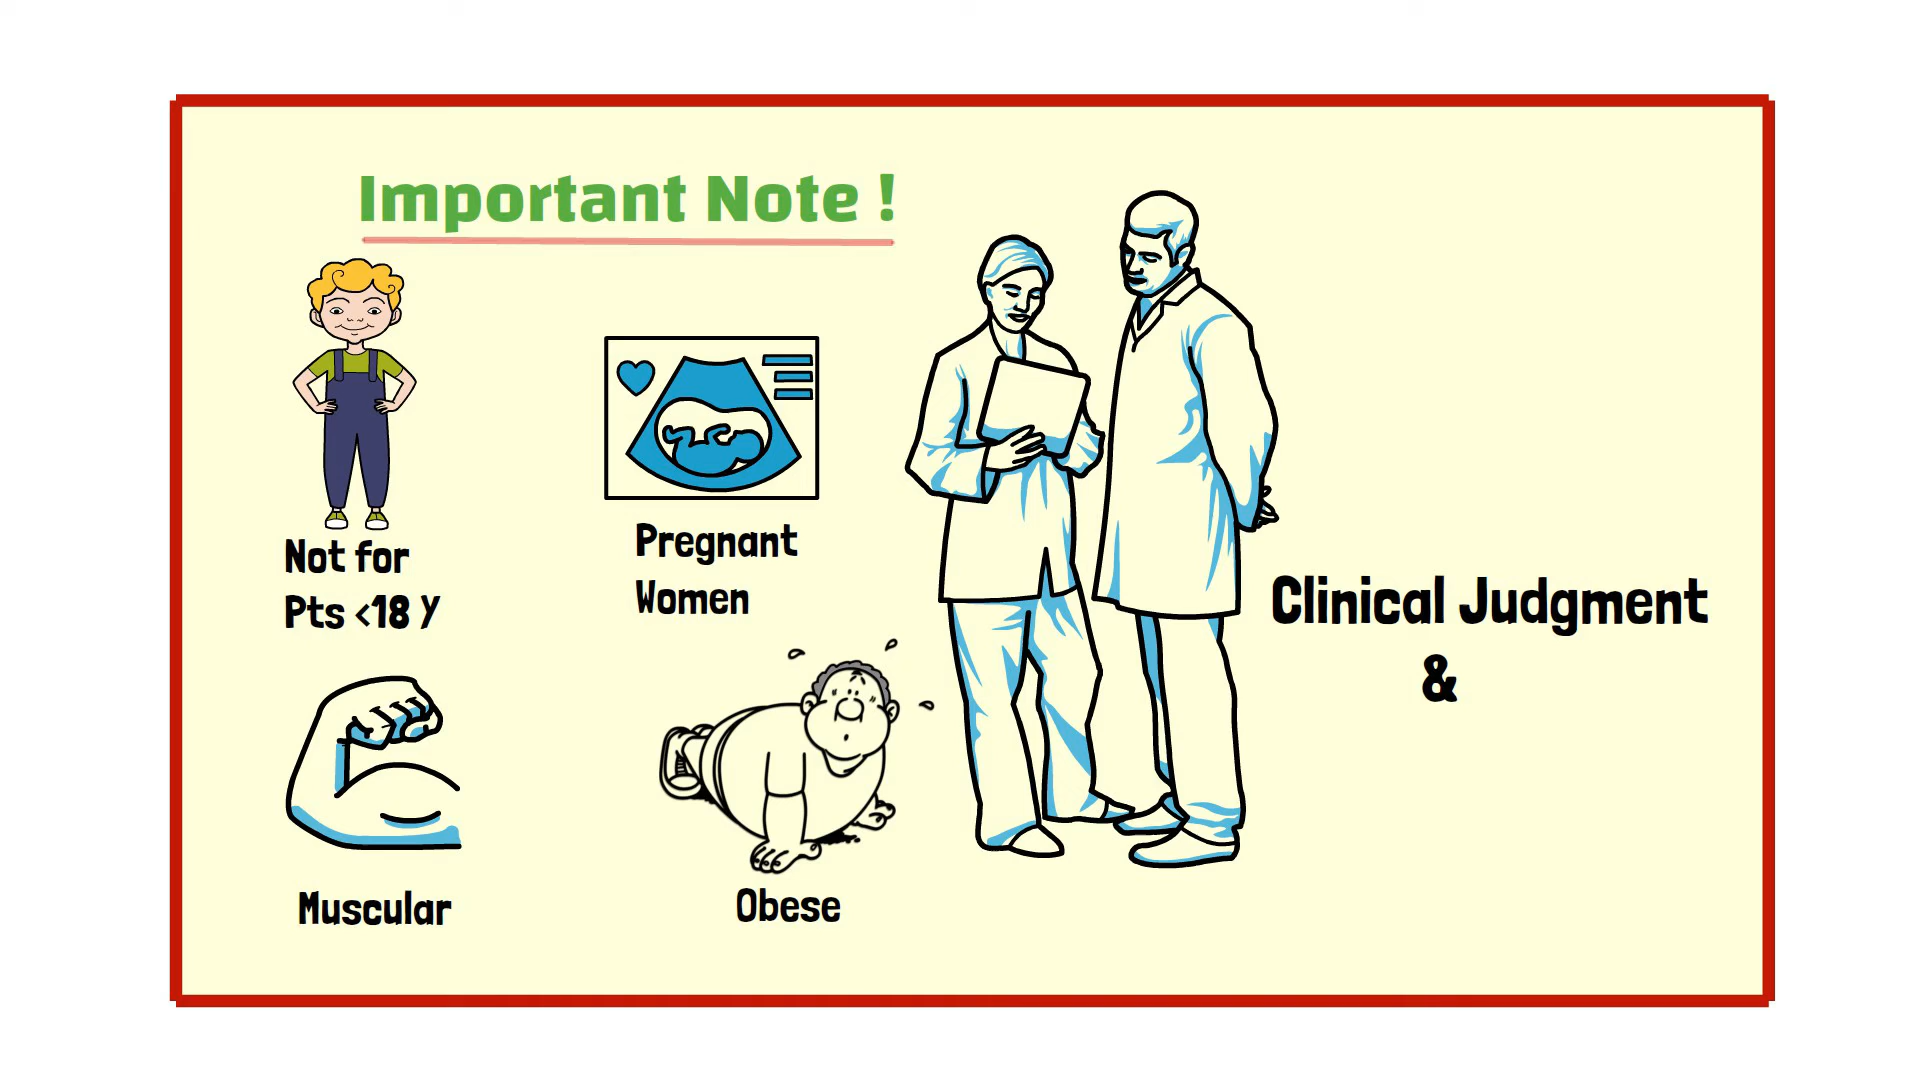 Important Note !
Not for
Pts <18 y
Pregnant
Women
Muscular
Obese
Clinical Judgment
&